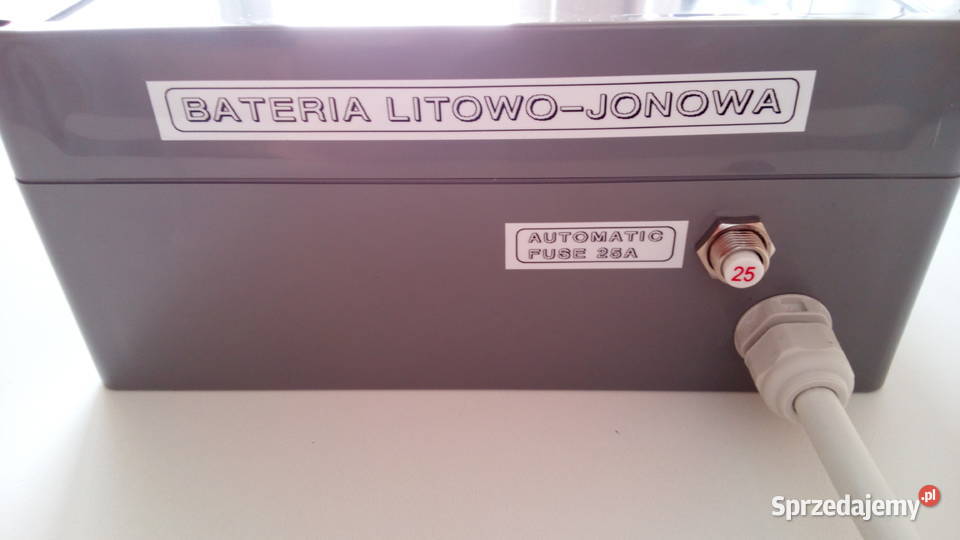 BATERIA LITOWO-JONOWA
AUTOMATIC
FUSE 25A
25
Sprzedajemy.pl